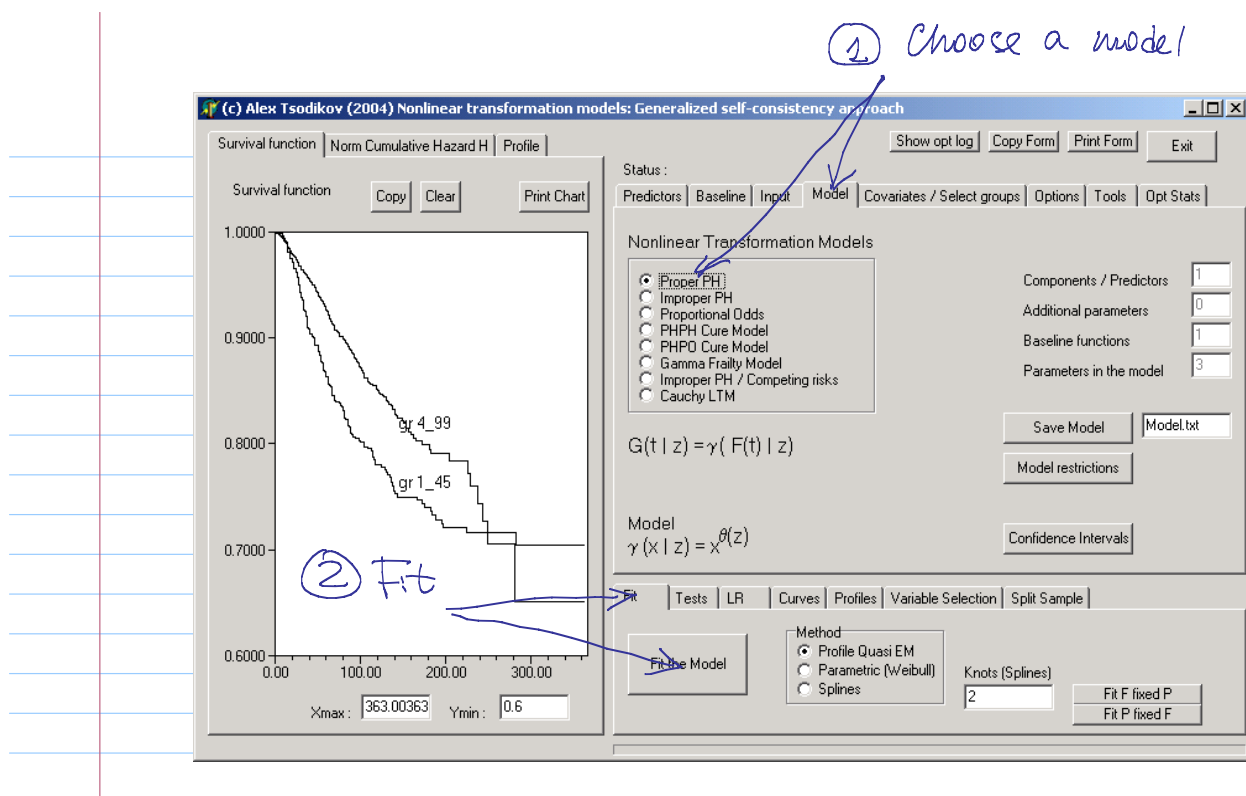 1. Choose a model
(c) Alex Tsodikov (2004) Nonlinear transformation models: Generalized self-consistency approach
Survival function Norm Cumulative Hazard H Profile
Show opt log Copy Form Print Form Exit
Status :
Survival function Copy Clear Print Chart
Predictors Baseline Input Model Covariates / Select groups Options Tools Opt Stats
1.0000
0.9000
0.8000
0.7000
0.6000
gr 4_99
gr 1_45
0.00 100.00 200.00 300.00
Xmax : 363.00363 Ymin : 0.6
2 Fit
Nonlinear Transformation Models
Proper PH
Improper PH
Proportional Odds
PHPH Cure Model
PHPO Cure Model
Gamma Frailty Model
Improper PH / Competing risks
Cauchy LTM
Components / Predictors 1
Additional parameters 0
Baseline functions 1
Parameters in the model 3
Save Model Model.txt
Model restrictions
G(t | z) = γ( F(t) | z)
Model
γ (x | z) = x^θ(z)
Confidence Intervals
Fit Tests LR Curves Profiles Variable Selection Split Sample
Fit the Model
Method
Profile Quasi EM
Parametric (Weibull)
Splines
Knots (Splines)
2
Fit F fixed P
Fit P fixed F